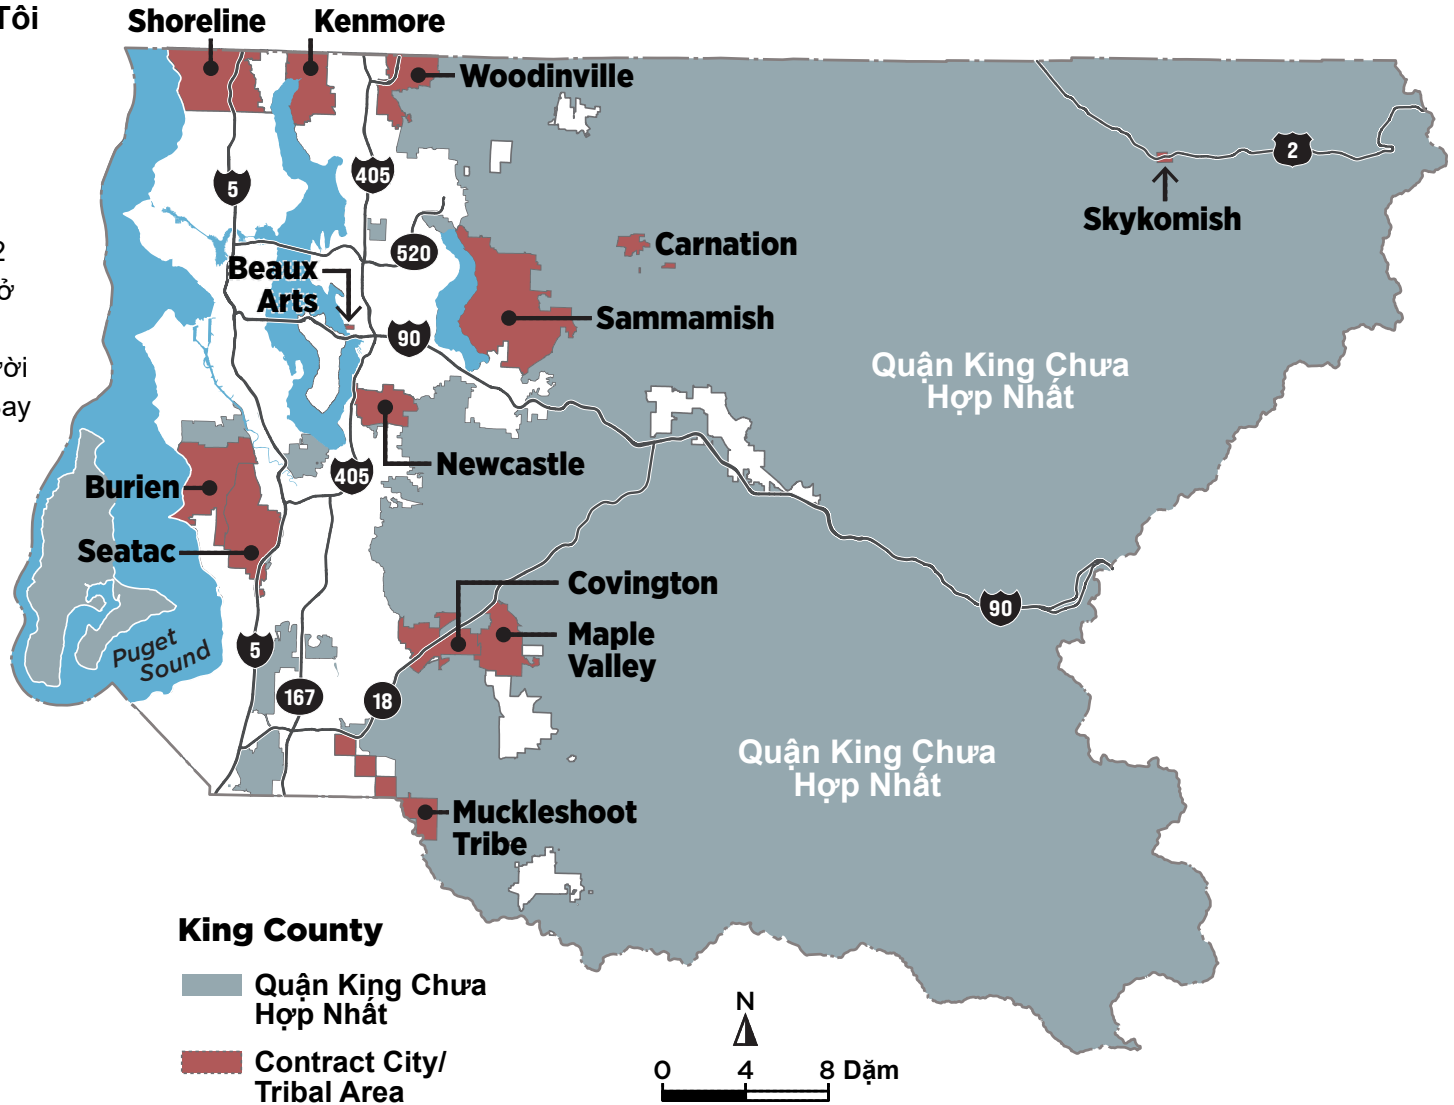 Tôi
Shoreline
Kenmore
Woodinville
405
5
2
Skykomish
2
ở
ời
520
Carnation
Beaux
Arts
90
Sammamish
Quận King Chưa
Hợp Nhất
Newcastle
405
Burien
Seatac
Covington
90
Maple
Valley
Puget
Sound
5
167
18
Quận King Chưa
Hợp Nhất
Muckleshoot
Tribe
King County
Quận King Chưa
Hợp Nhất
Contract City/
Tribal Area
N
0 4 8 Dặm